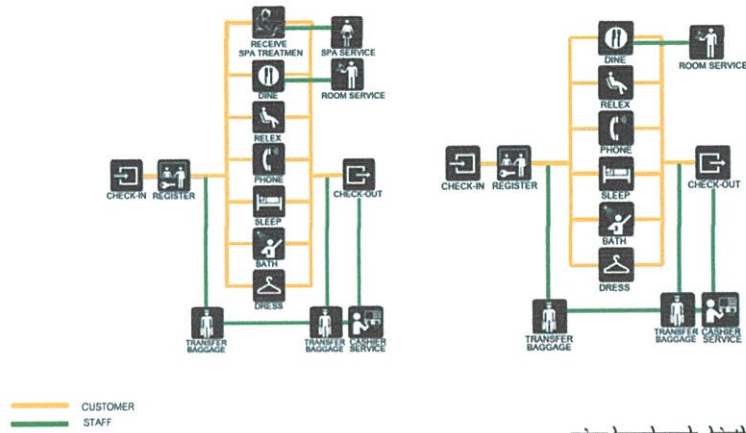 RECEIVE
SPA TREATMEN
SPA SERVICE
DINE
ROOM SERVICE
RELEX
PHONE
CHECK-IN
REGISTER
CHECK-OUT
SLEEP
BATH
DRESS
TRANSFER
BAGGAGE
TRANSFER
BAGGAGE
CASHIER
SERVICE
DINE
ROOM SERVICE
RELEX
PHONE
CHECK-IN
REGISTER
CHECK-OUT
SLEEP
BATH
DRESS
TRANSFER
BAGGAGE
TRANSFER
BAGGAGE
CASHIER
SERVICE
CUSTOMER
STAFF